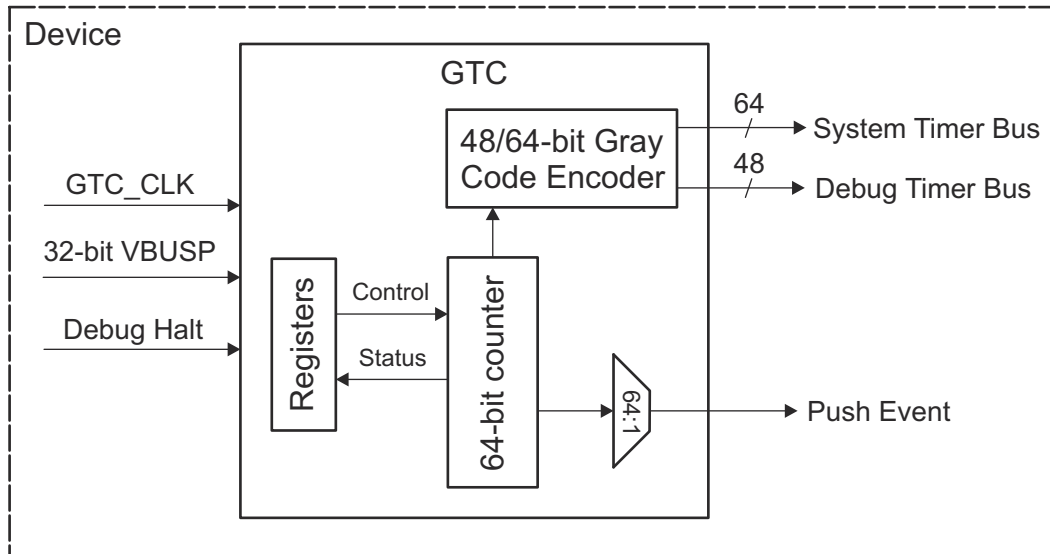 Device
GTC
64
48/64-bit Gray
Code Encoder
System Timer Bus
48
Debug Timer Bus
GTC_CLK
32-bit VBUSP
Debug Halt
Registers
Control
Status
64-bit counter
64:1
Push Event